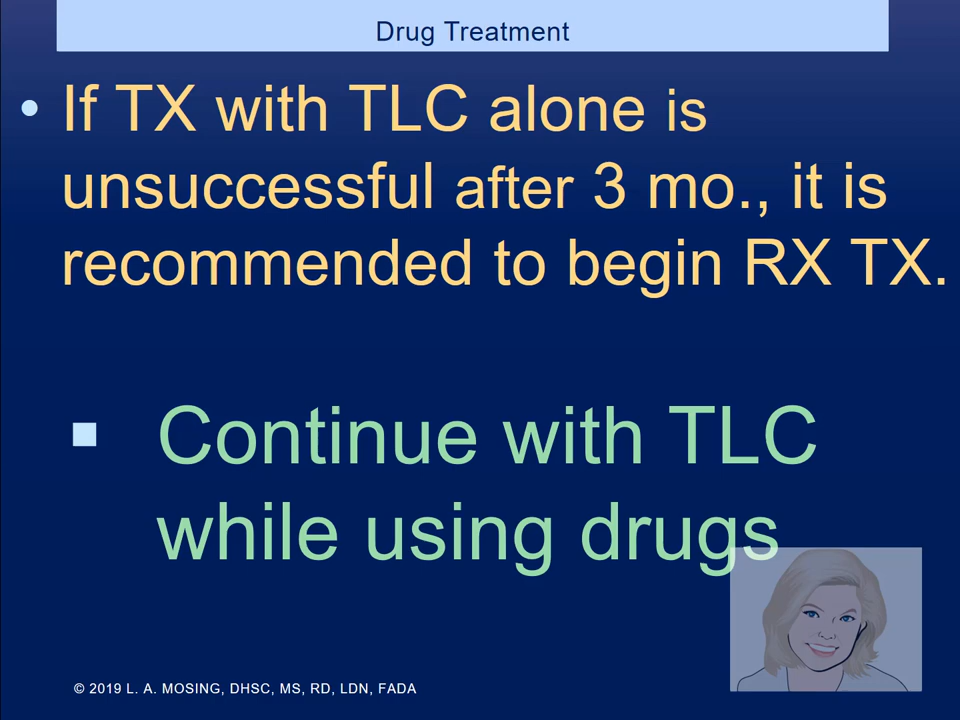 Drug Treatment
• If TX with TLC alone is
unsuccessful after 3 mo., it is
recommended to begin RX TX.
▪ Continue with TLC
while using drugs
© 2019 L. A. MOSING, DHSC, MS, RD, LDN, FADA